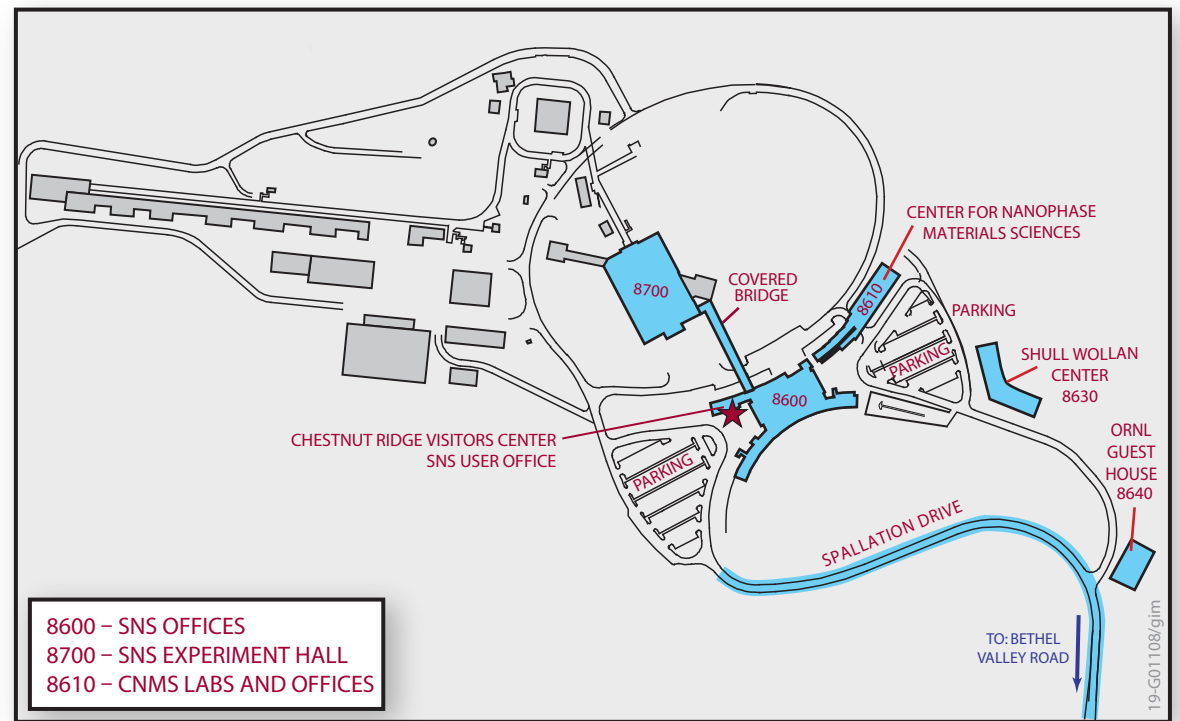 CENTER FOR NANOPHASE
MATERIALS SCIENCES
8700
COVERED
BRIDGE
8610
PARKING
PARKING
SHULL WOLLAN
CENTER
8630
8600
CHESTNUT RIDGE VISITORS CENTER
SNS USER OFFICE
PARKING
ORNL
GUEST
HOUSE
8640
SPALLATION DRIVE
8600 – SNS OFFICES
8700 – SNS EXPERIMENT HALL
8610 – CNMS LABS AND OFFICES
TO: BETHEL
VALLEY ROAD
19-G01108/gim